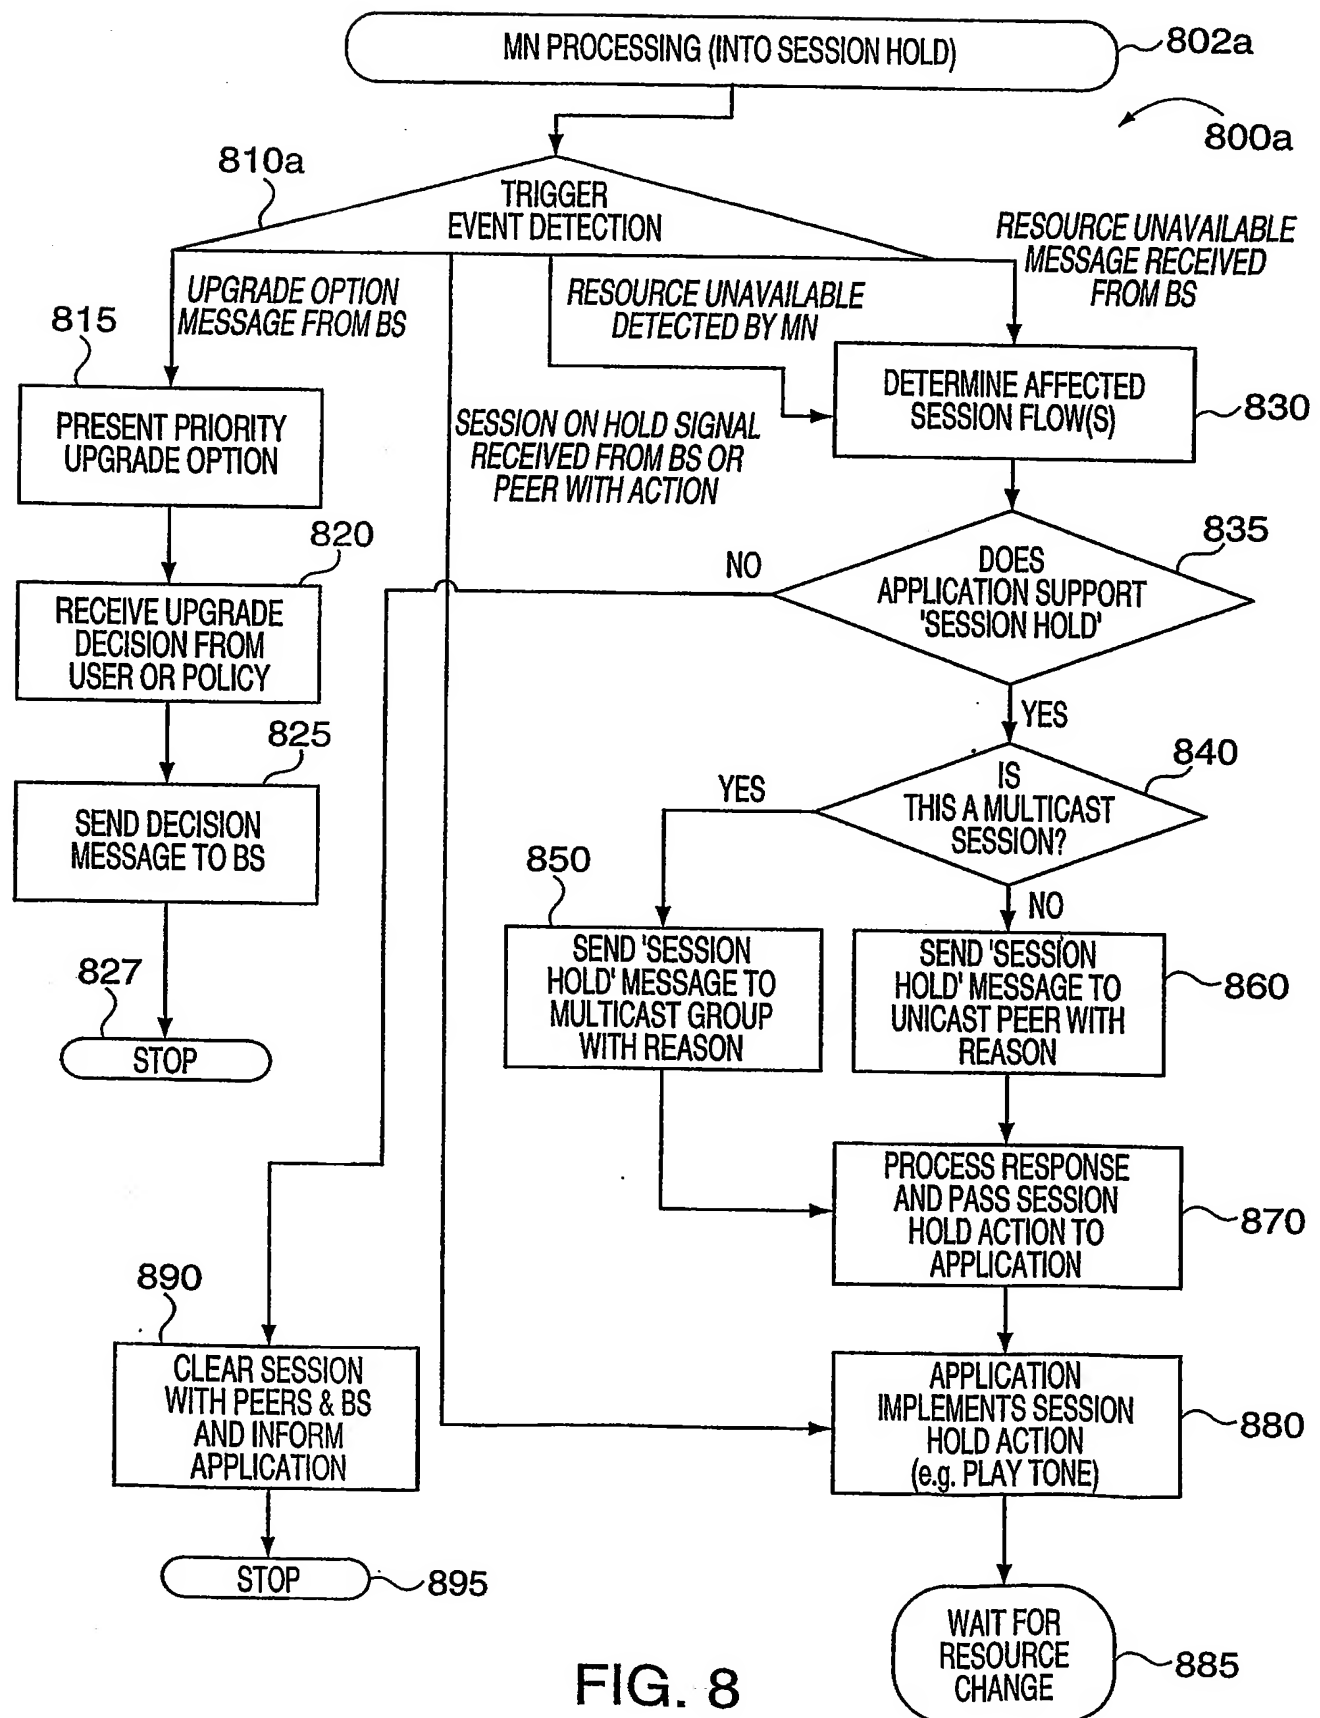 MN PROCESSING (INTO SESSION HOLD)
802a
800a
810a
TRIGGER
EVENT DETECTION
RESOURCE UNAVAILABLE
MESSAGE RECEIVED
FROM BS
UPGRADE OPTION
MESSAGE FROM BS
RESOURCE UNAVAILABLE
DETECTED BY MN
815
PRESENT PRIORITY
UPGRADE OPTION
SESSION ON HOLD SIGNAL
RECEIVED FROM BS OR
PEER WITH ACTION
DETERMINE AFFECTED
SESSION FLOW(S)
830
820
RECEIVE UPGRADE
DECISION FROM
USER OR POLICY
NO
DOES
APPLICATION SUPPORT
'SESSION HOLD'
835
YES
825
SEND DECISION
MESSAGE TO BS
YES
IS
THIS A MULTICAST
SESSION?
840
NO
827
STOP
850
SEND 'SESSION
HOLD' MESSAGE TO
MULTICAST GROUP
WITH REASON
SEND 'SESSION
HOLD' MESSAGE TO
UNICAST PEER WITH
REASON
860
PROCESS RESPONSE
AND PASS SESSION
HOLD ACTION TO
APPLICATION
870
890
CLEAR SESSION
WITH PEERS & BS
AND INFORM
APPLICATION
APPLICATION
IMPLEMENTS SESSION
HOLD ACTION
(e.g. PLAY TONE)
880
STOP
895
WAIT FOR
RESOURCE
CHANGE
885
FIG. 8